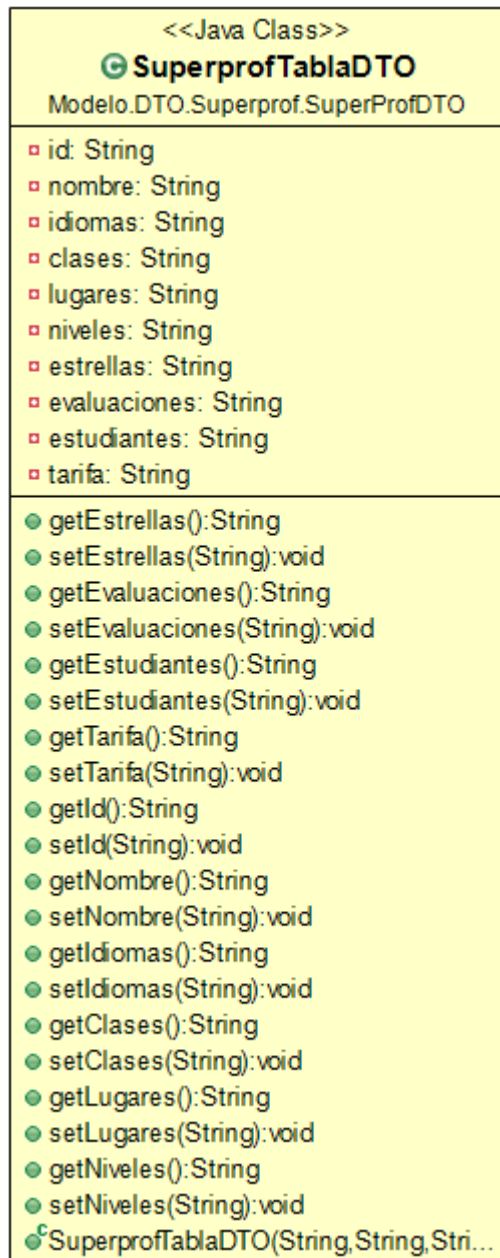 <<Java Class>>
SuperprofTablaDTO
Modelo.DTO.Superprof.SuperProfDTO
id: String
nombre: String
idiomas: String
clases: String
lugares: String
niveles: String
estrellas: String
evaluaciones: String
estudiantes: String
tarifa: String
getEstrellas():String
setEstrellas(String):void
getEvaluaciones():String
setEvaluaciones(String):void
getEstudiantes():String
setEstudiantes(String):void
getTarifa():String
setTarifa(String):void
getId():String
setId(String):void
getNombre():String
setNombre(String):void
getIdiomas():String
setIdiomas(String):void
getClases():String
setClases(String):void
getLugares():String
setLugares(String):void
getNiveles():String
setNiveles(String):void
SuperprofTablaDTO(String,String,Stri...